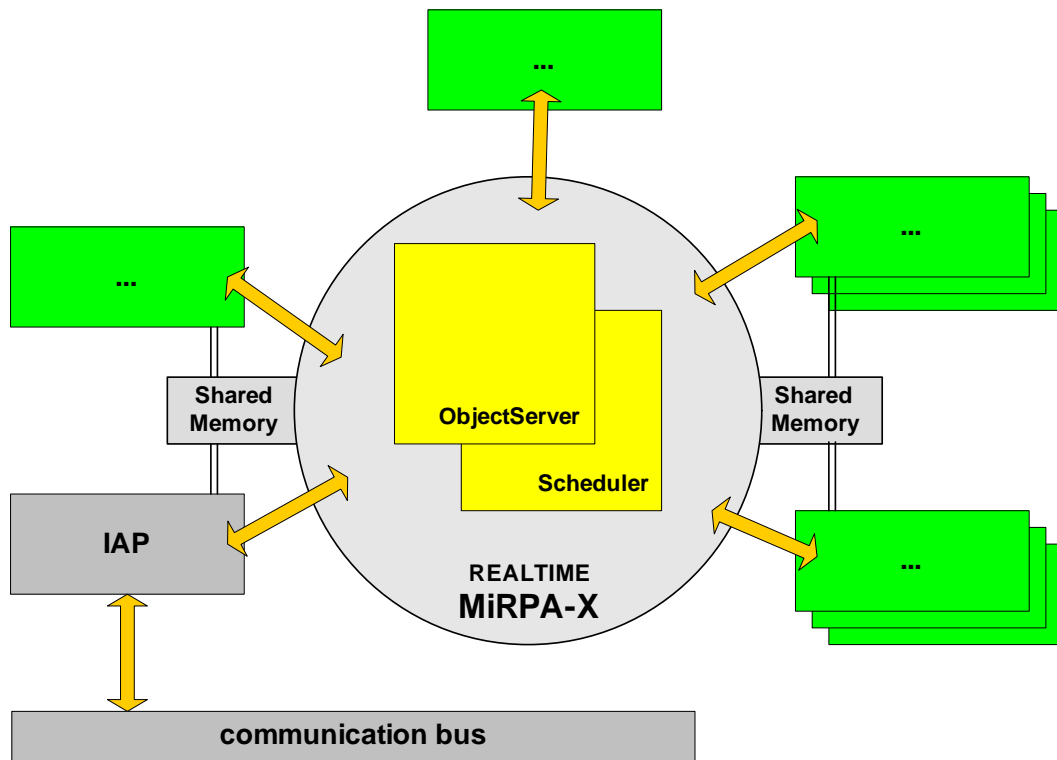 ...
...
...
Shared
Memory
ObjectServer
Shared
Memory
Scheduler
IAP
...
REALTIME
MiRPA-X
communication bus